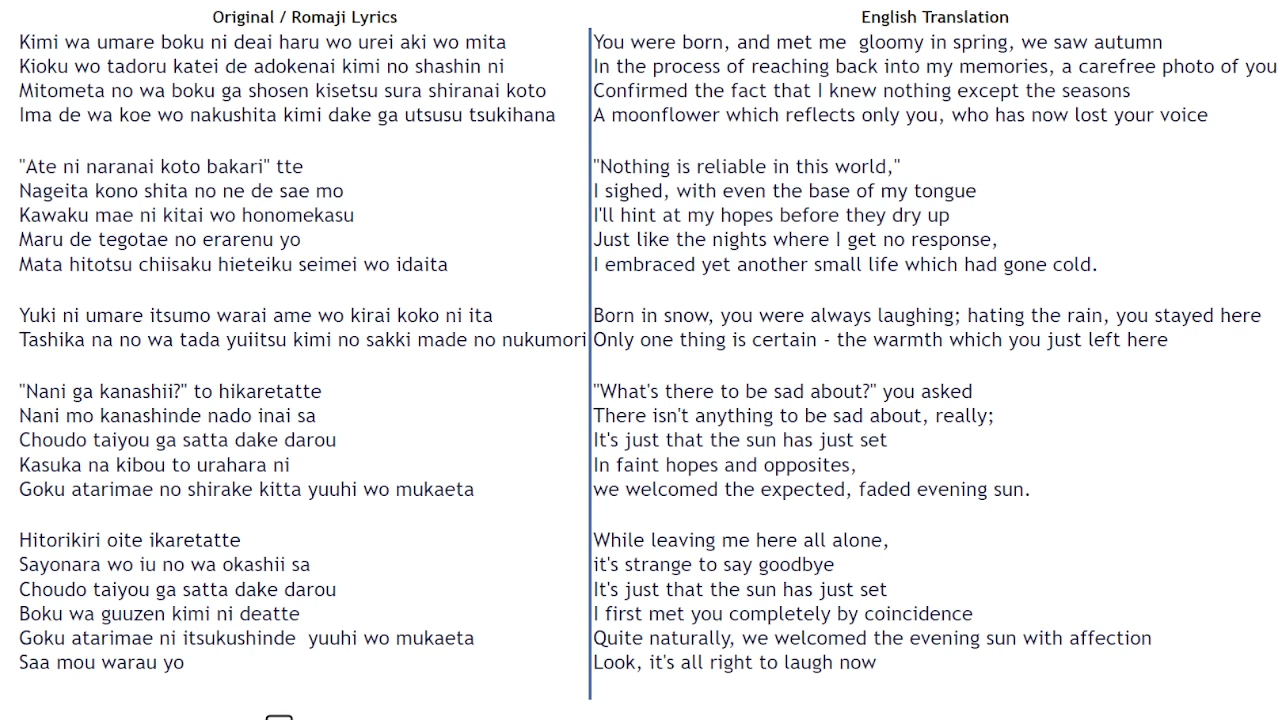 Original / Romaji Lyrics
Kimi wa umare boku ni deai haru wo urei aki wo mita
Kioku wo tadoru katei de adokenai kimi no shashin ni
Mitometa no wa boku ga shosen kisetsu sura shiranai koto
Ima de wa koe wo nakushita kimi dake ga utsusu tsukihana
"Ate ni naranai koto bakari" tte
Nageita kono shita no ne de sae mo
Kawaku mae ni kitai wo honomekasu
Maru de tegotae no erarenu yo
Mata hitotsu chiisaku hieteiku seimei wo idaita
Yuki ni umare itsumo warai ame wo kirai koko ni ita
Tashika na no wa tada yuiitsu kimi no sakki made no nukumori
"Nani ga kanashii?" to hikaretatte
Nani mo kanashinde nado inai sa
Choudo taiyou ga satta dake darou
Kasuka na kibou to urahara ni
Goku atarimae no shirake kitta yuuhi wo mukaeta
Hitorikiri oite ikaretatte
Sayonara wo iu no wa okashii sa
Choudo taiyou ga satta dake darou
Boku wa guuzen kimi ni deatte
Goku atarimae ni itsukushinde  yuuhi wo mukaeta
Saa mou warau yo
English Translation
You were born, and met me  gloomy in spring, we saw autumn
In the process of reaching back into my memories, a carefree photo of you
Confirmed the fact that I knew nothing except the seasons
A moonflower which reflects only you, who has now lost your voice
"Nothing is reliable in this world,"
I sighed, with even the base of my tongue
I'll hint at my hopes before they dry up
Just like the nights where I get no response,
I embraced yet another small life which had gone cold.
Born in snow, you were always laughing; hating the rain, you stayed here
Only one thing is certain - the warmth which you just left here
"What's there to be sad about?" you asked
There isn't anything to be sad about, really;
It's just that the sun has just set
In faint hopes and opposites,
we welcomed the expected, faded evening sun.
While leaving me here all alone,
it's strange to say goodbye
It's just that the sun has just set
I first met you completely by coincidence
Quite naturally, we welcomed the evening sun with affection
Look, it's all right to laugh now